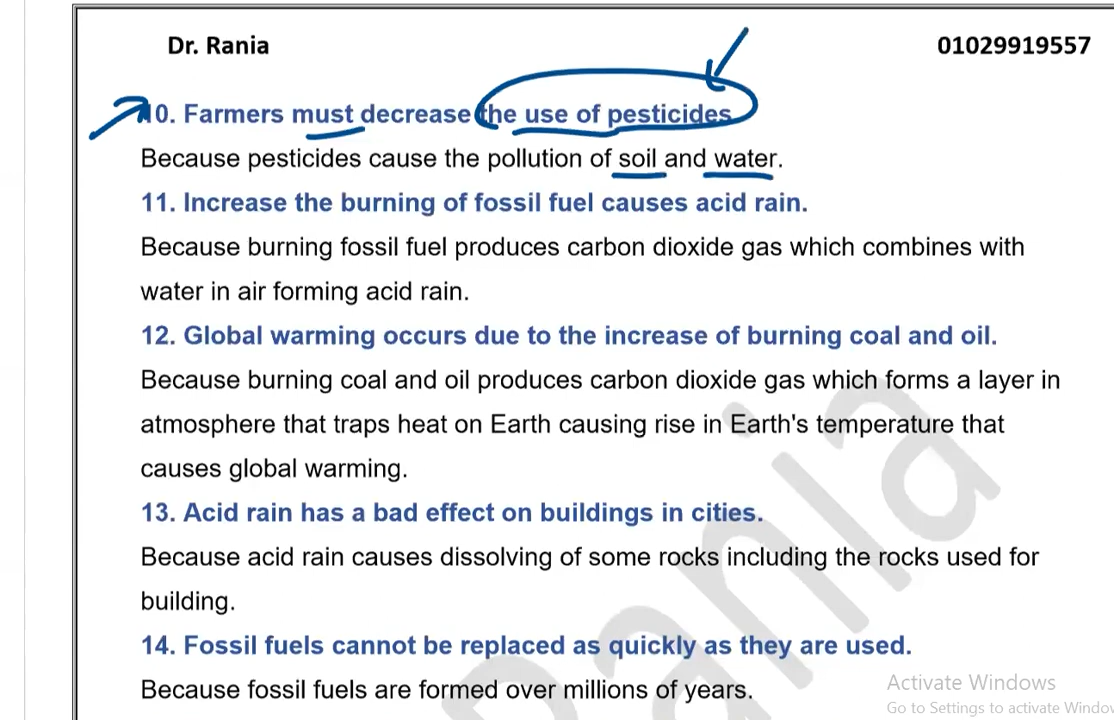 Dr. Rania 01029919557
10. Farmers must decrease the use of pesticides
Because pesticides cause the pollution of soil and water.
11. Increase the burning of fossil fuel causes acid rain.
Because burning fossil fuel produces carbon dioxide gas which combines with
water in air forming acid rain.
12. Global warming occurs due to the increase of burning coal and oil.
Because burning coal and oil produces carbon dioxide gas which forms a layer in
atmosphere that traps heat on Earth causing rise in Earth's temperature that
causes global warming.
13. Acid rain has a bad effect on buildings in cities.
Because acid rain causes dissolving of some rocks including the rocks used for
building.
14. Fossil fuels cannot be replaced as quickly as they are used.
Because fossil fuels are formed over millions of years.
Rania
Activate Windows
Go to Settings to activate Windo